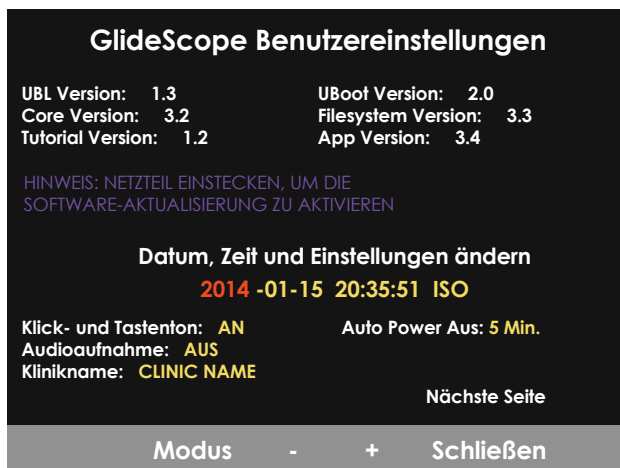 GlideScope Benutzereinstellungen
UBL Version: 1.3 UBoot Version: 2.0
Core Version: 3.2 Filesystem Version: 3.3
Tutorial Version: 1.2 App Version: 3.4
HINWEIS: NETZTEIL EINSTECKEN, UM DIE
SOFTWARE-AKTUALISIERUNG ZU AKTIVIEREN
Datum, Zeit und Einstellungen ändern
2014 -01-15 20:35:51 ISO
Klick- und Tastenton: AN Auto Power Aus: 5 Min.
Audioaufnahme: AUS
Klinikname: CLINIC NAME
Nächste Seite
Modus - + Schließen